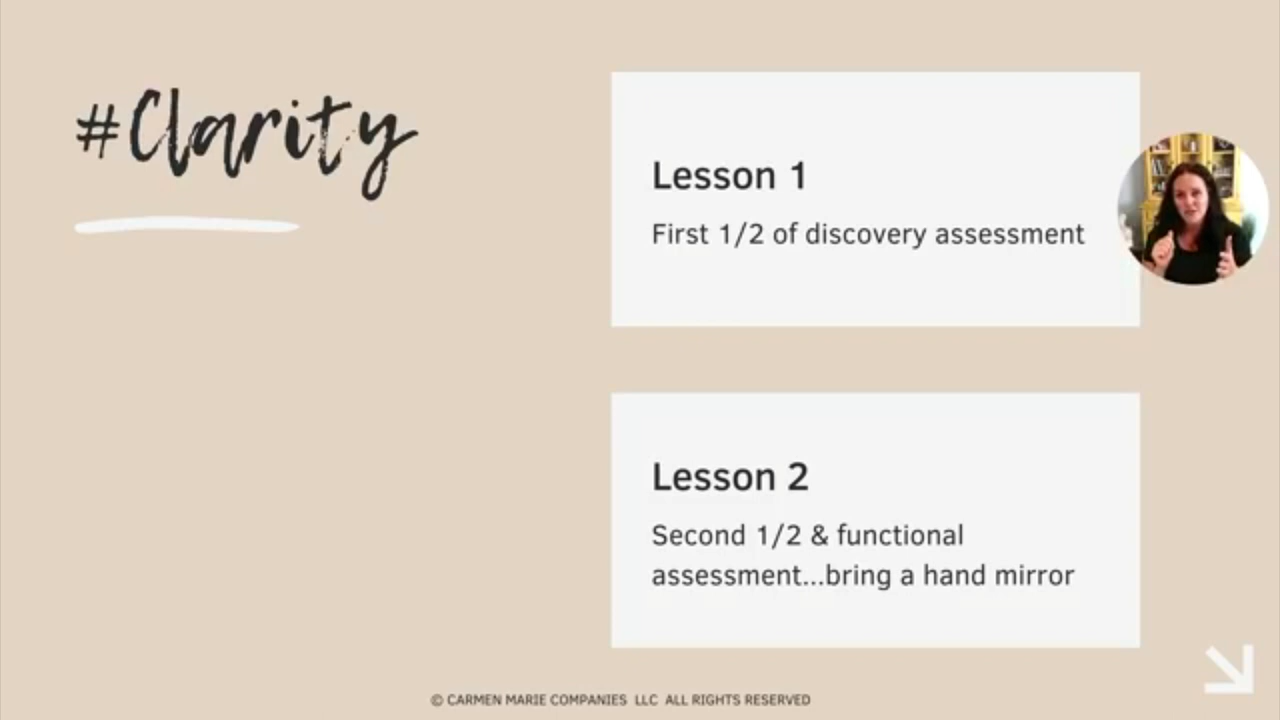 #Clarity
Lesson 1
First 1/2 of discovery assessment
Lesson 2
Second 1/2 & functional
assessment...bring a hand mirror
© CARMEN MARIE COMPANIES LLC ALL RIGHTS RESERVED